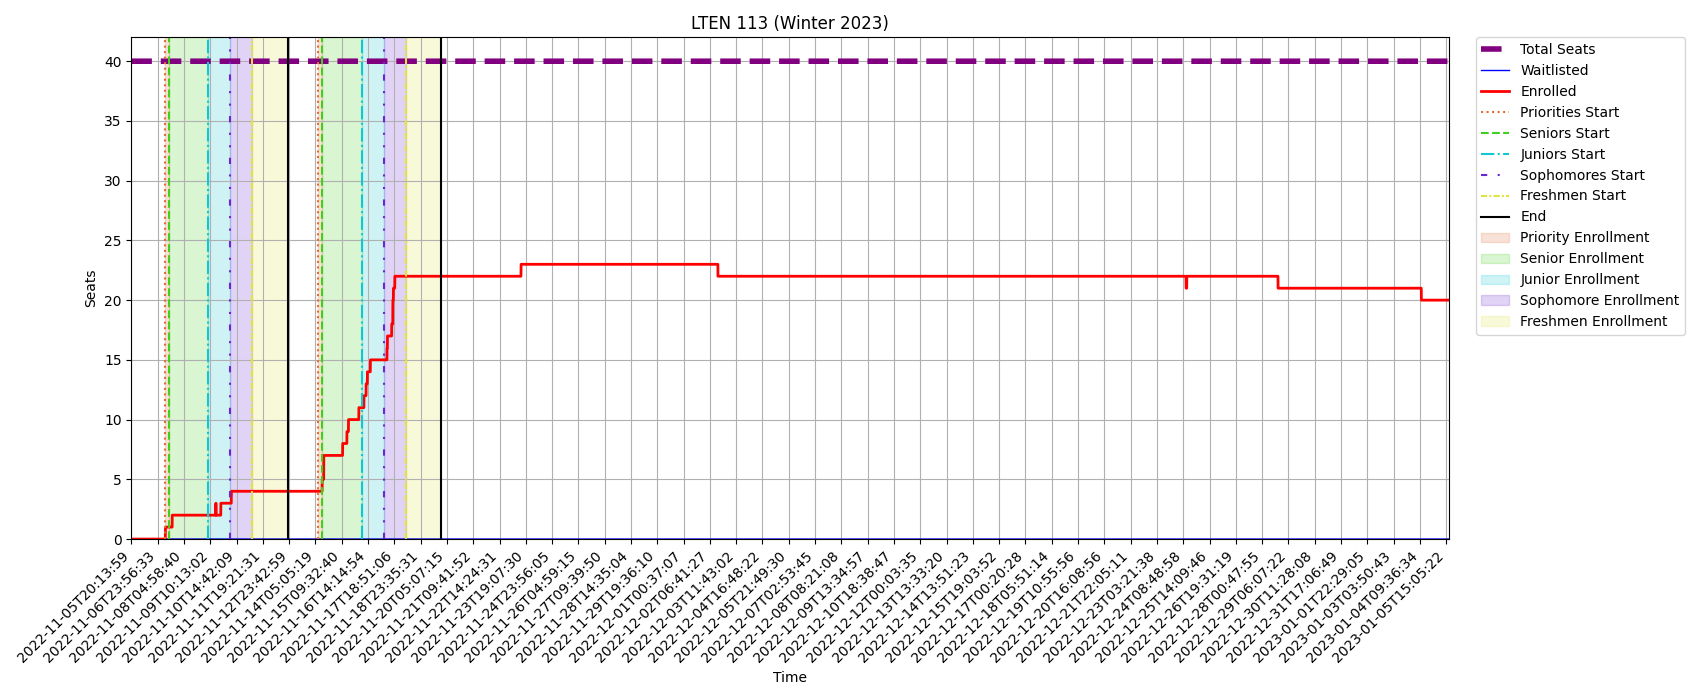 LTEN 113 (Winter 2023)
Total Seats
Waitlisted
Enrolled
Priorities Start
Seniors Start
Juniors Start
Sophomores Start
Freshmen Start
End
Priority Enrollment
Senior Enrollment
Junior Enrollment
Sophomore Enrollment
Freshmen Enrollment
Seats
40
35
30
25
20
15
10
5
0
2022-11-05T20:13:59
2022-11-06T23:56:33
2022-11-08T04:58:40
2022-11-09T10:13:02
2022-11-10T14:42:09
2022-11-11T19:21:31
2022-11-12T23:42:59
2022-11-14T05:05:19
2022-11-15T09:32:40
2022-11-16T14:14:54
2022-11-17T18:51:06
2022-11-18T23:35:31
2022-11-20T05:07:15
2022-11-21T09:41:52
2022-11-22T14:24:31
2022-11-23T19:07:30
2022-11-24T23:56:05
2022-11-26T04:59:15
2022-11-27T09:39:50
2022-11-28T14:35:04
2022-11-29T19:36:10
2022-12-01T00:37:07
2022-12-02T06:41:27
2022-12-03T11:43:02
2022-12-04T16:48:22
2022-12-05T21:49:30
2022-12-07T02:53:45
2022-12-08T08:21:08
2022-12-09T13:34:57
2022-12-10T18:38:47
2022-12-12T00:03:35
2022-12-13T13:33:20
2022-12-14T13:51:23
2022-12-15T19:03:52
2022-12-17T00:20:28
2022-12-18T05:51:14
2022-12-19T10:55:56
2022-12-20T16:08:56
2022-12-21T22:05:11
2022-12-23T03:21:38
2022-12-24T08:48:58
2022-12-25T14:09:46
2022-12-26T19:31:19
2022-12-28T00:47:55
2022-12-29T06:07:22
2022-12-30T11:28:08
2022-12-31T17:06:49
2023-01-01T22:29:05
2023-01-03T03:50:43
2023-01-04T09:36:34
2023-01-05T15:05:22
Time